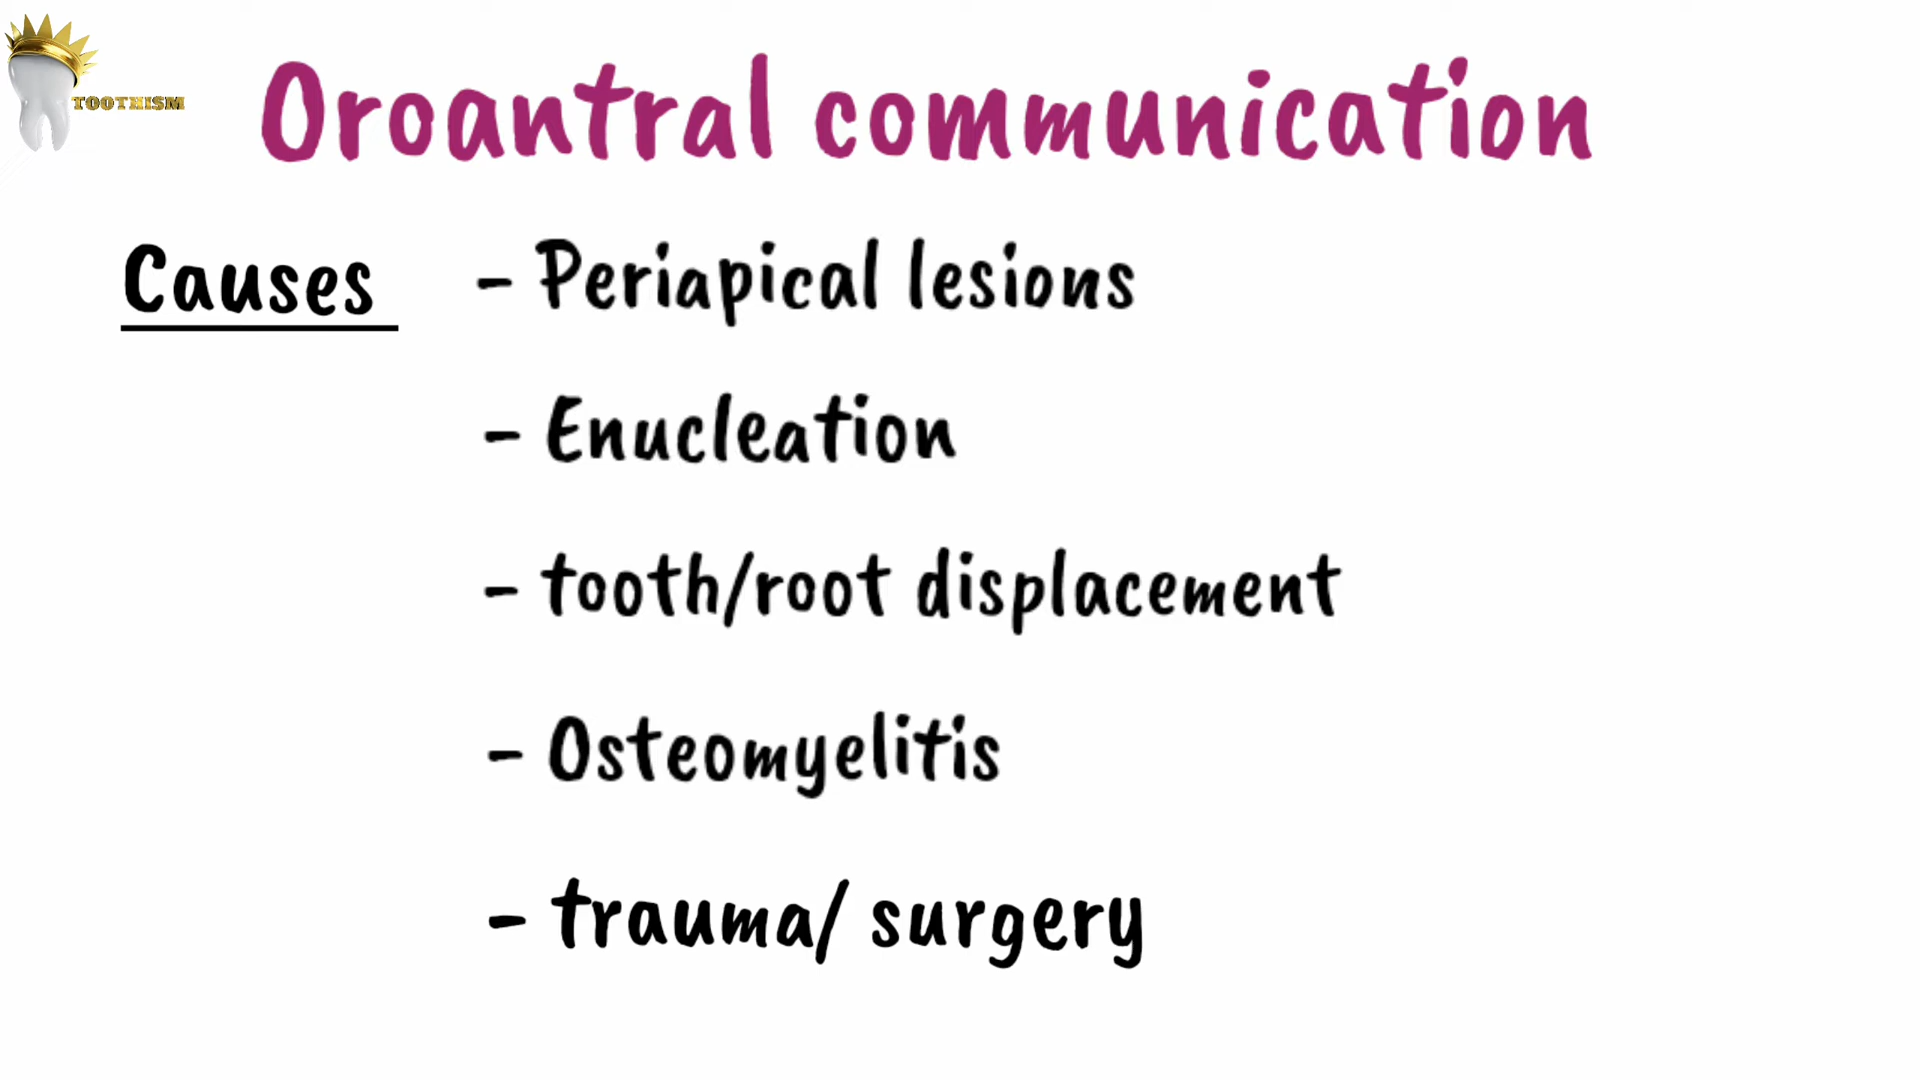 TOOTHISM
Oroantral communication
Causes - Periapical lesions
- Enucleation
- tooth/root displacement
- Osteomyelitis
- trauma/ surgery